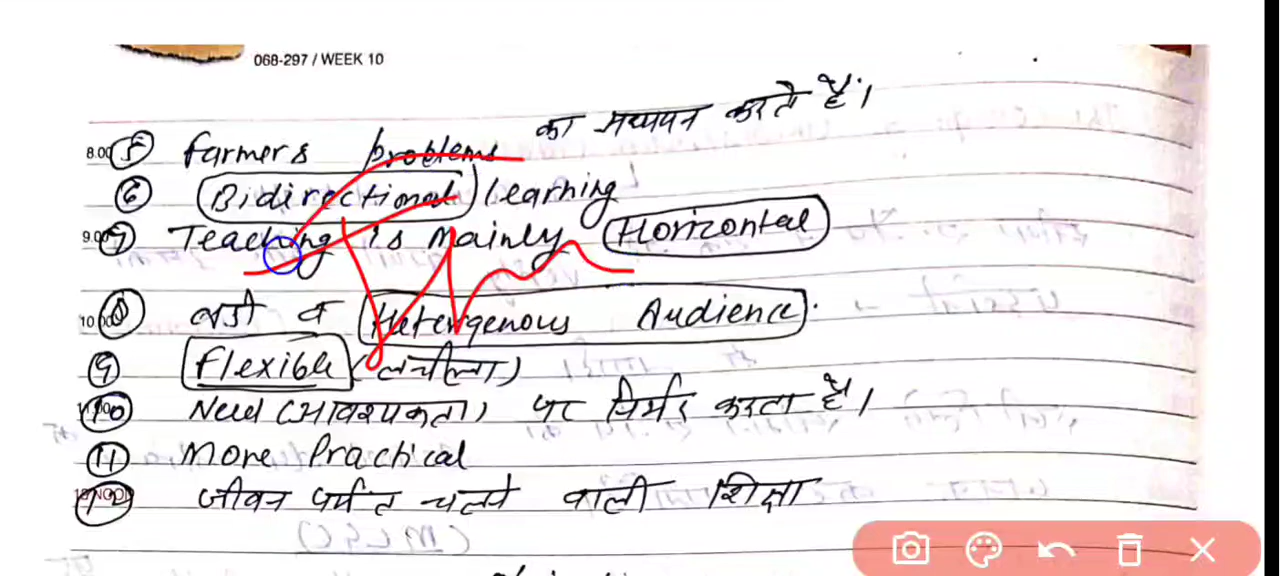 068-297 / WEEK 10
का अध्ययन करते हैं।
8.00 ⑤ farmers problems
⑥ Bidirectional learning
9.00 ⑦ Teaching is mainly Horizontal
10.00 ⑧ बडी व Hetergenous Audience.
⑨ Flexible (लचीला)
11.00 ⑩ Need (आवश्यकता) पर निर्भर करता है।
⑪ More Practical
12 NOON ⑫ जीवन पर्यन्त चलने वाली शिक्षा